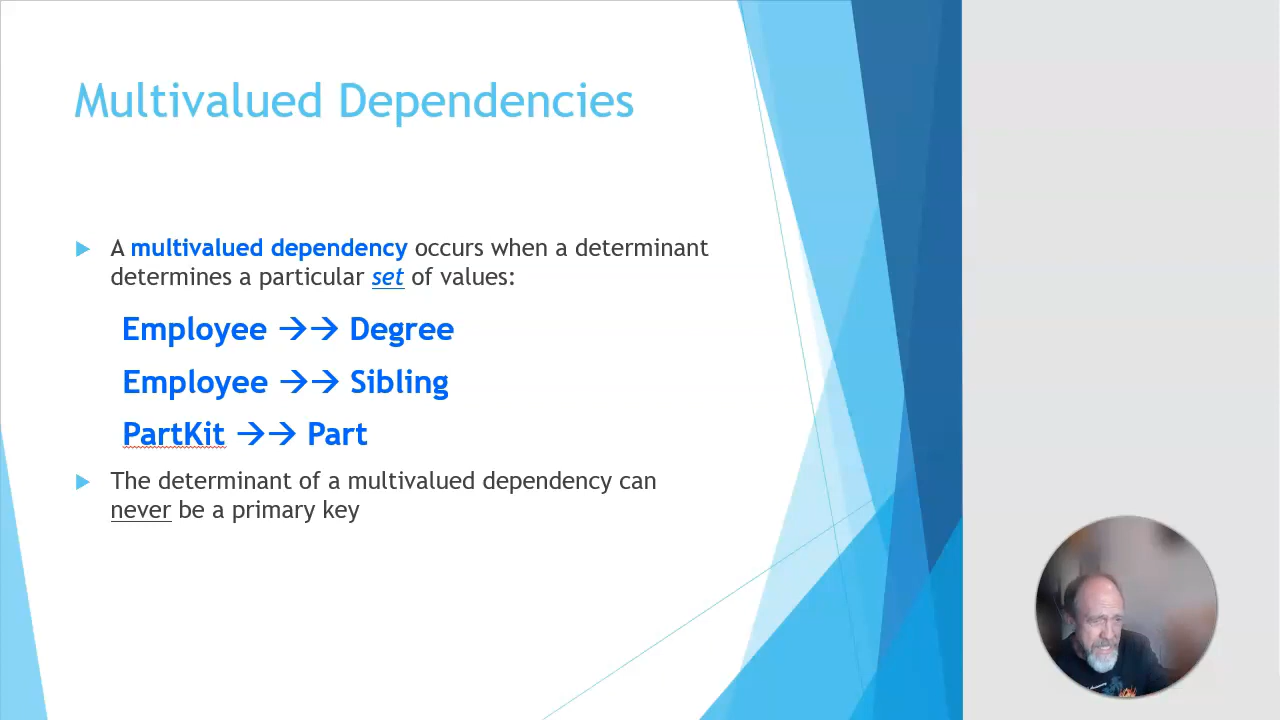 Multivalued Dependencies
A multivalued dependency occurs when a determinant
determines a particular set of values:
Employee →→ Degree
Employee →→ Sibling
PartKit →→ Part
The determinant of a multivalued dependency can
never be a primary key